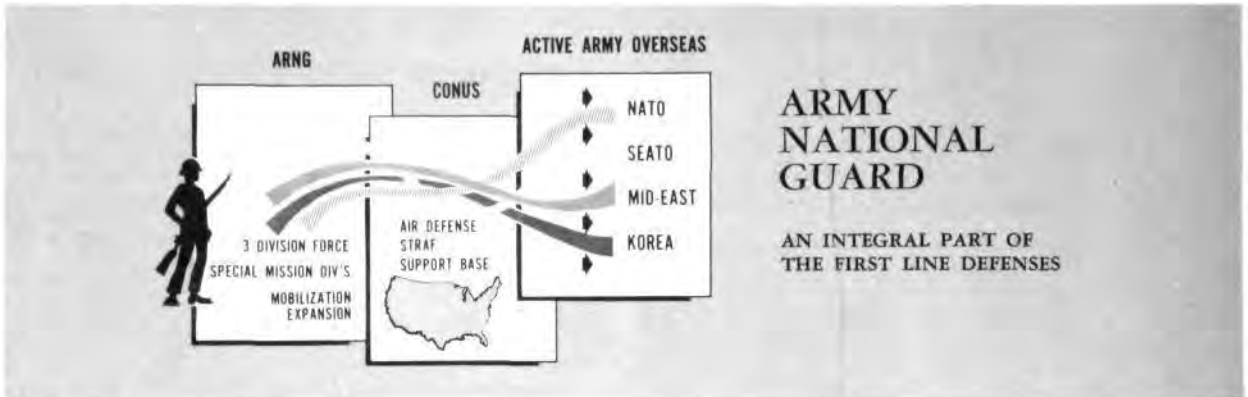 ARNG
3 DIVISION FORCE
SPECIAL MISSION DIV'S
MOBILIZATION
EXPANSION
CONUS
AIR DEFENSE
STRAF
SUPPORT BASE
ACTIVE ARMY OVERSEAS
NATO
SEATO
MID-EAST
KOREA
ARMY
NATIONAL
GUARD
AN INTEGRAL PART OF
THE FIRST LINE DEFENSES